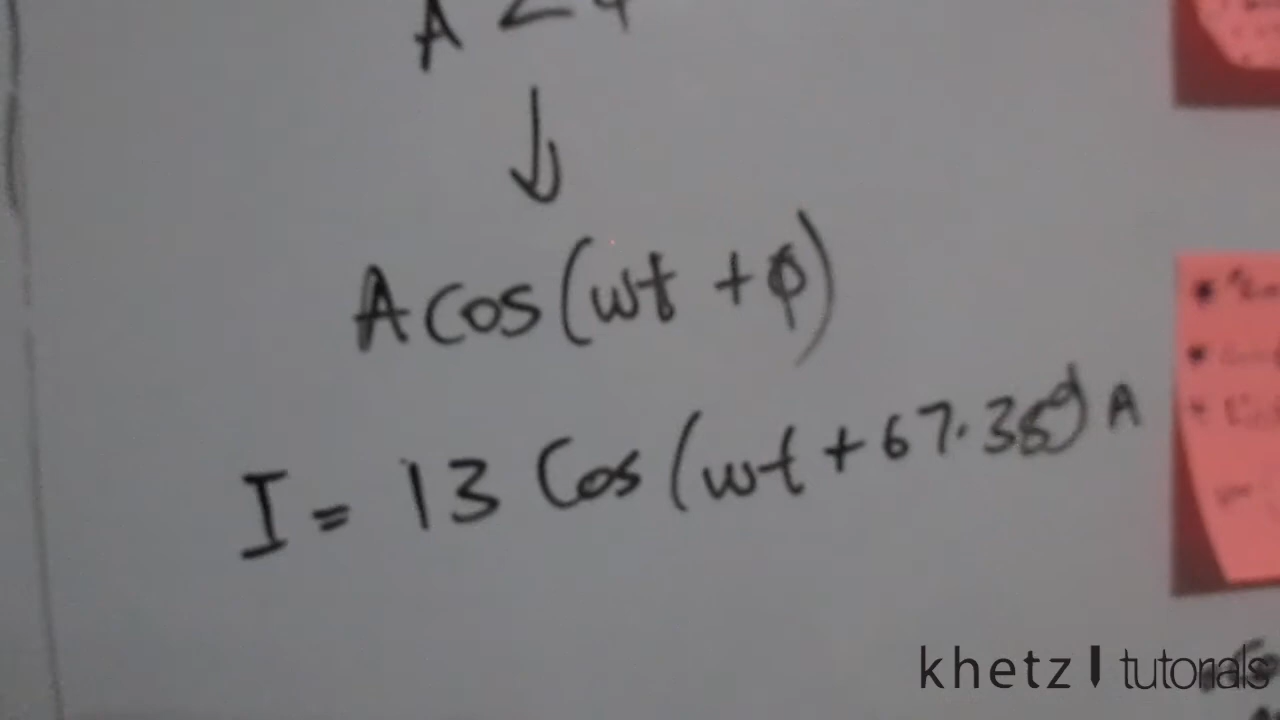 A ∠ φ
↓
A cos (wt + φ)
I = 13 Cos (wt + 67.38°) A
khetz tutorials